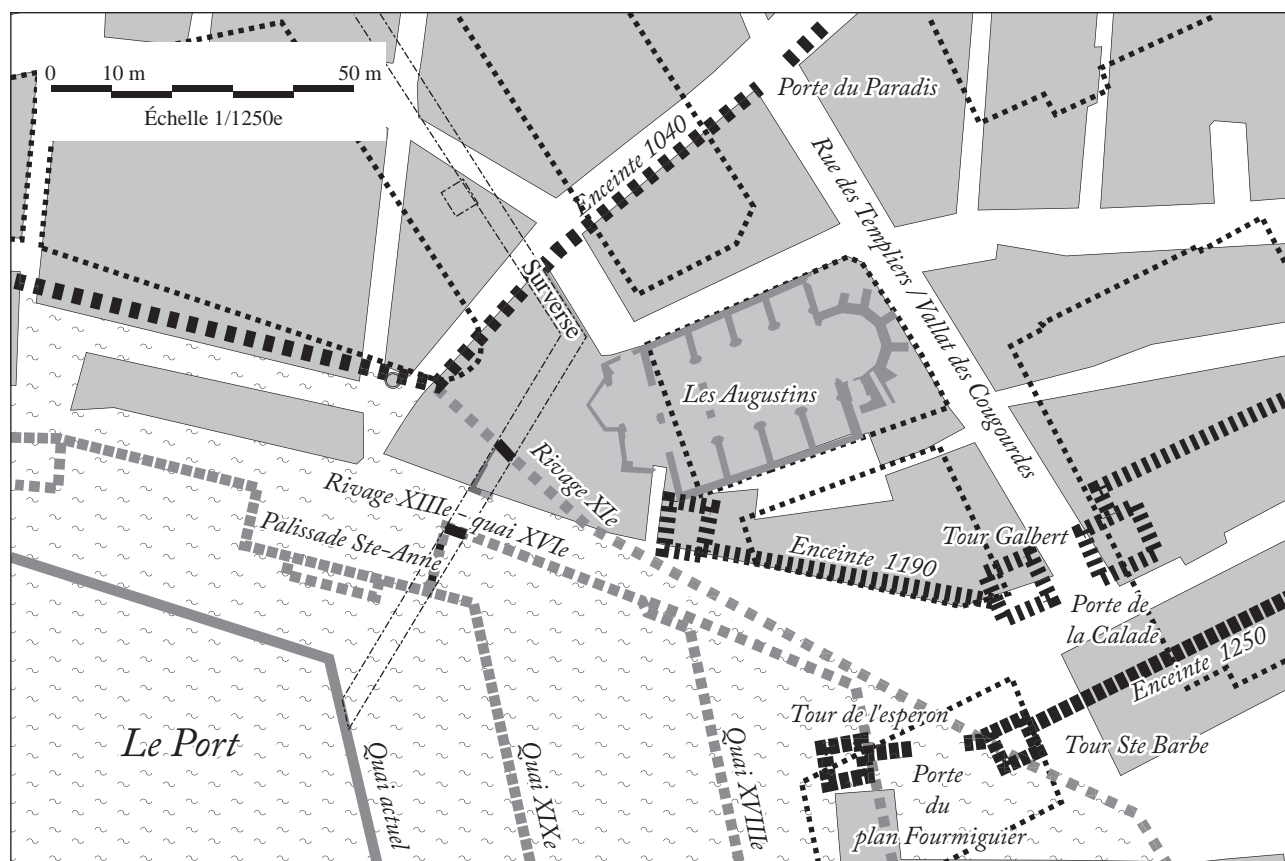 0 10 m 50 m
Échelle 1/1250e
Porte du Paradis
Enceinte 1040
Rue des Templiers / Vallat des Cougourdes
Surverse
Les Augustins
Rivage XIe
Rivage XIIIe-quai XVIe
Palissade Ste-Anne
Enceinte 1190
Tour Galbert
Porte de
la Calade
Enceinte 1250
Tour de l'esperon
Tour Ste Barbe
Le Port
Quai actuel
Quai XIXe
Quai XVIIIe
Porte
du
plan Fourmiguier